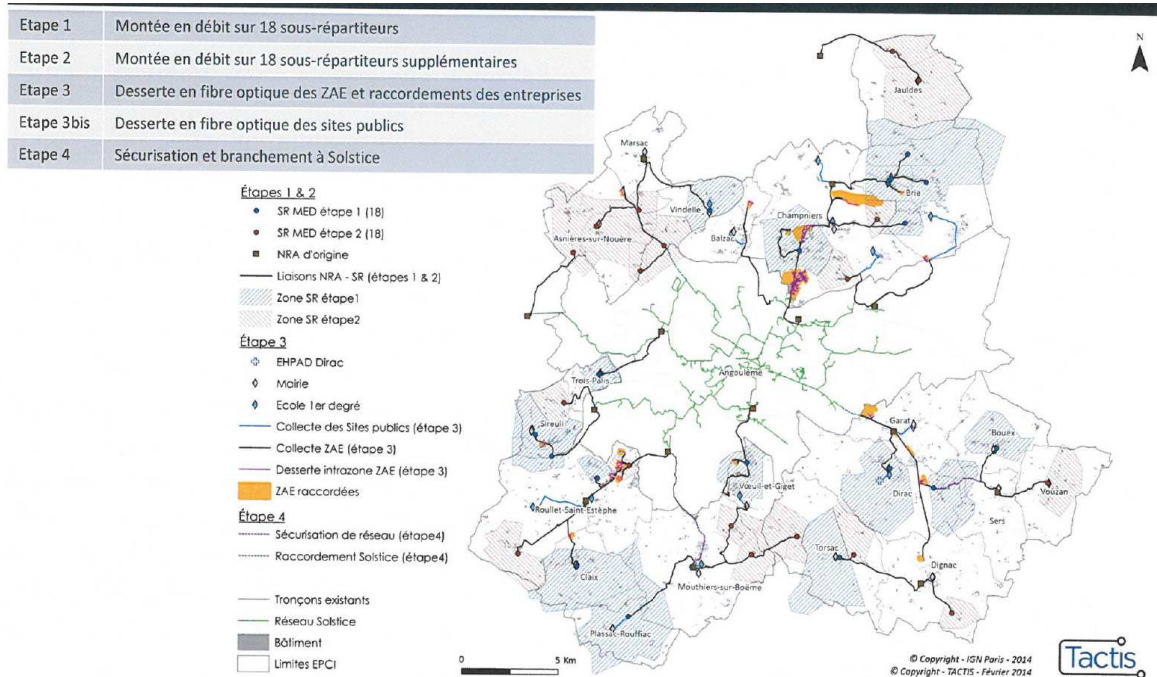 Etape 1 Montée en débit sur 18 sous-répartiteurs
Etape 2 Montée en débit sur 18 sous-répartiteurs supplémentaires
Etape 3 Desserte en fibre optique des ZAE et raccordements des entreprises
Etape 3bis Desserte en fibre optique des sites publics
Etape 4 Sécurisation et branchement à Solstice
Étapes 1 & 2
SR MED étape 1 (18)
SR MED étape 2 (18)
NRA d'origine
Liaisons NRA - SR (étapes 1 & 2)
Zone SR étape1
Zone SR étape2
Étape 3
EHPAD Dirac
Mairie
Ecole 1er degré
Collecte des Sites publics (étape 3)
Collecte ZAE (étape 3)
Desserte intrazone ZAE (étape 3)
ZAE raccordées
Étape 4
Sécurisation de réseau (étape4)
Raccordement Solstice (étape4)
Tronçons existants
Réseau Solstice
Bâtiment
Limites EPCI
N
Jauldes
Marsac
Brie
Vindelle
Champniers
Balzac
Asnières-sur-Nouère
Angoulême
Trois-Palis
Sireuil
Garat
Bouëx
Vœuil-et-Giget
Dirac
Vouzan
Roullet-Saint-Estèphe
Sers
Torsac
Claix
Dignac
Mouthiers-sur-Boëme
Plassac-Rouffiac
0 5 Km
© Copyright - IGN Paris - 2014
© Copyright - TACTIS - Février 2014
Tactis